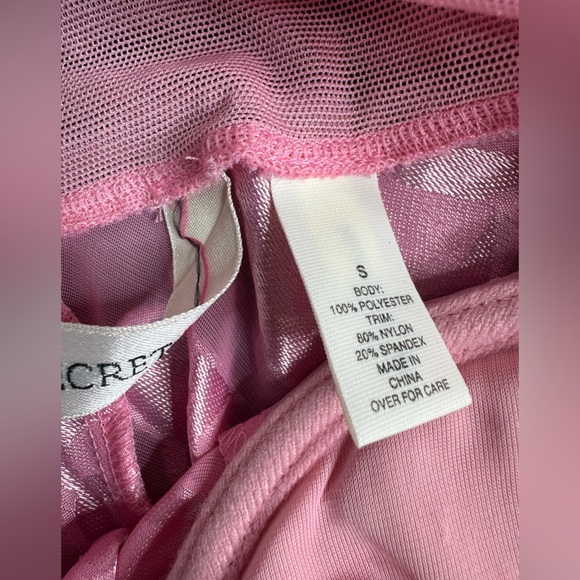 S
BODY:
100% POLYESTER
TRIM:
80% NYLON
20% SPANDEX
MADE IN
CHINA
OVER FOR CARE
CRET